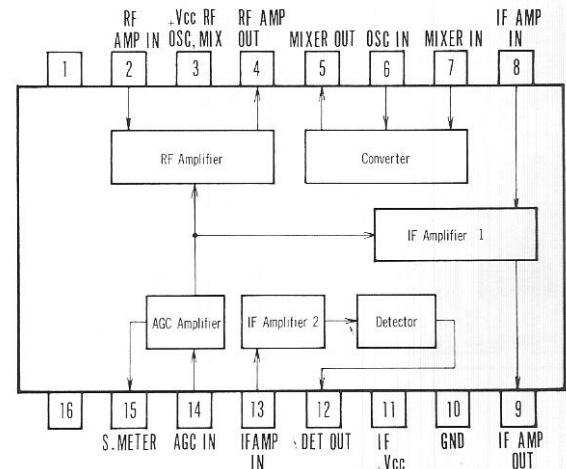 RF
AMP IN
+Vcc RF
OSC, MIX
RF AMP
OUT
MIXER OUT
OSC IN
MIXER IN
IF AMP
IN
1
2
3
4
5
6
7
8
RF Amplifier
Converter
IF Amplifier 1
AGC Amplifier
IF Amplifier 2
Detector
16
15
14
13
12
11
10
9
S.METER
AGC IN
IFAMP
IN
DET OUT
IF
+Vcc
GND
IF AMP
OUT